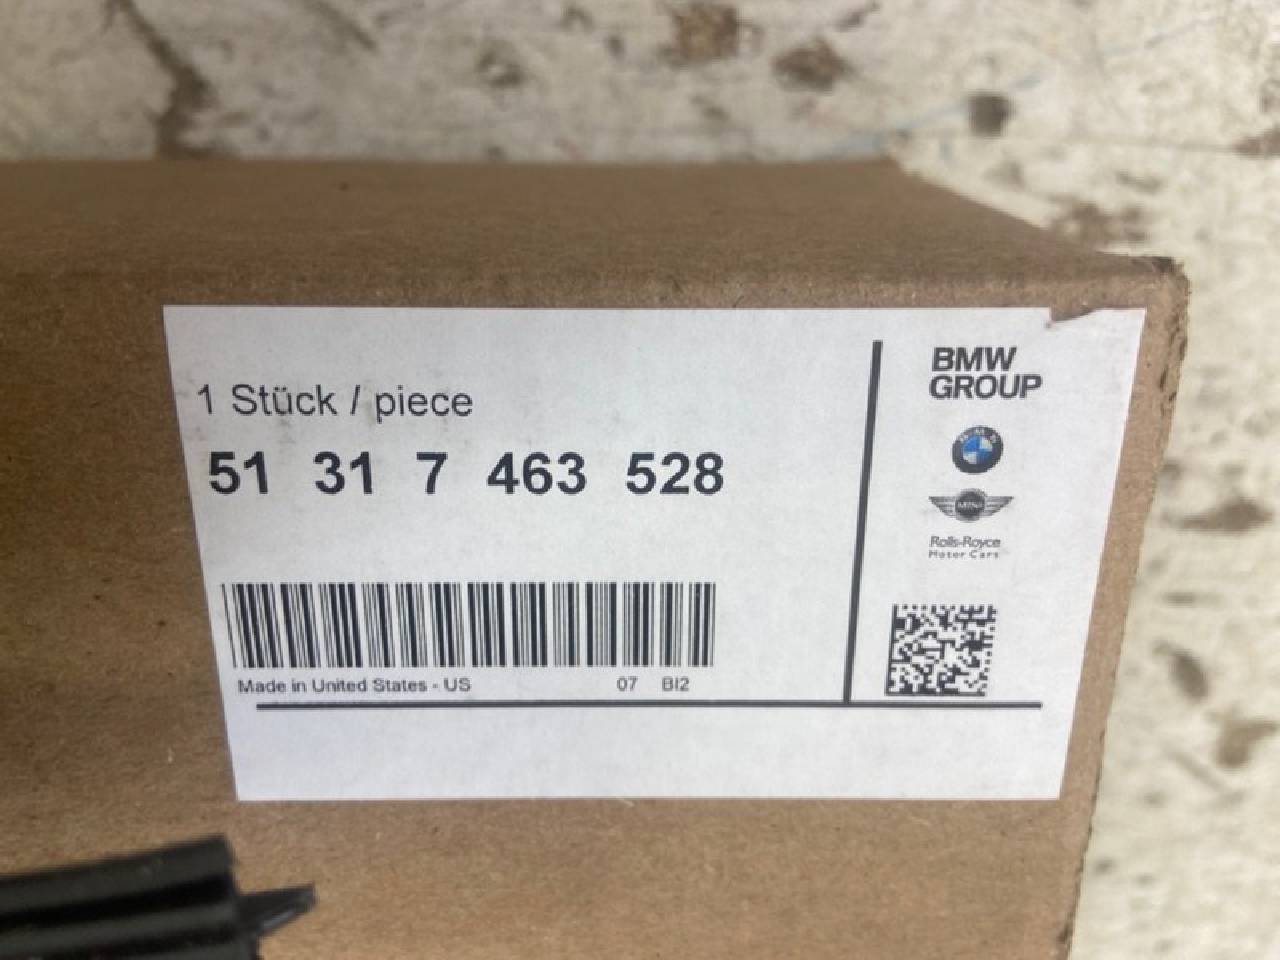 1 Stück / piece
51 31 7 463 528
Made in United States - US 07 BI2
BMW
GROUP
MINI
Rolls-Royce
Motor Cars